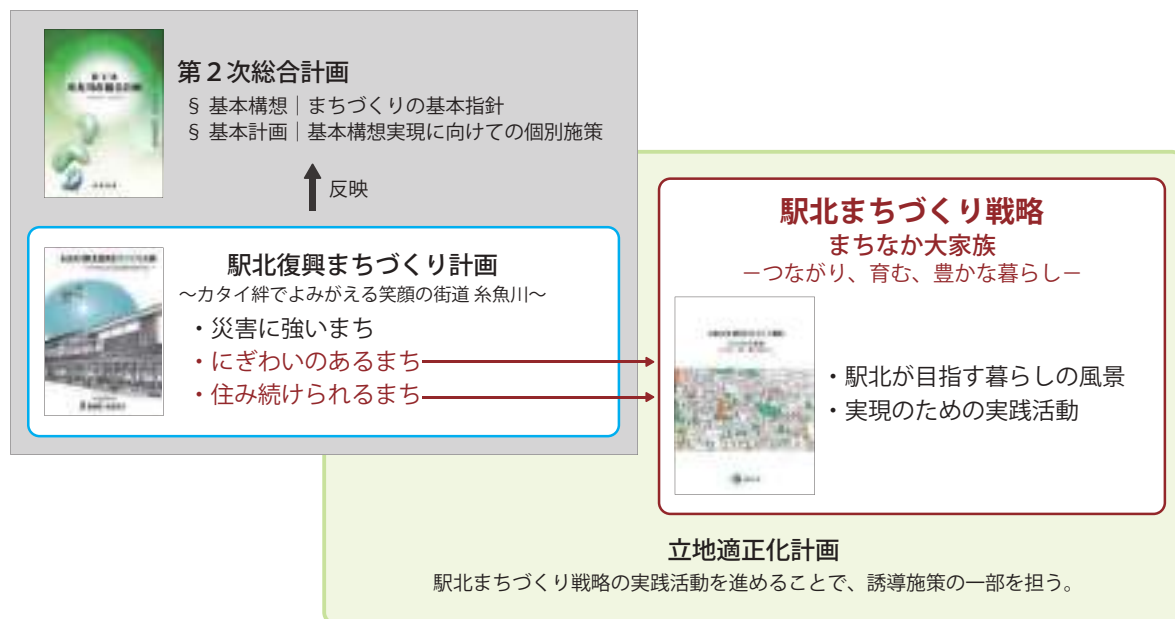 第２次総合計画
§ 基本構想｜まちづくりの基本指針
§ 基本計画｜基本構想実現に向けての個別施策
反映
駅北復興まちづくり計画
～カタイ絆でよみがえる笑顔の街道 糸魚川～
・災害に強いまち
・にぎわいのあるまち
・住み続けられるまち
駅北まちづくり戦略
まちなか大家族
－つながり、育む、豊かな暮らし－
・駅北が目指す暮らしの風景
・実現のための実践活動
立地適正化計画
駅北まちづくり戦略の実践活動を進めることで、誘導施策の一部を担う。